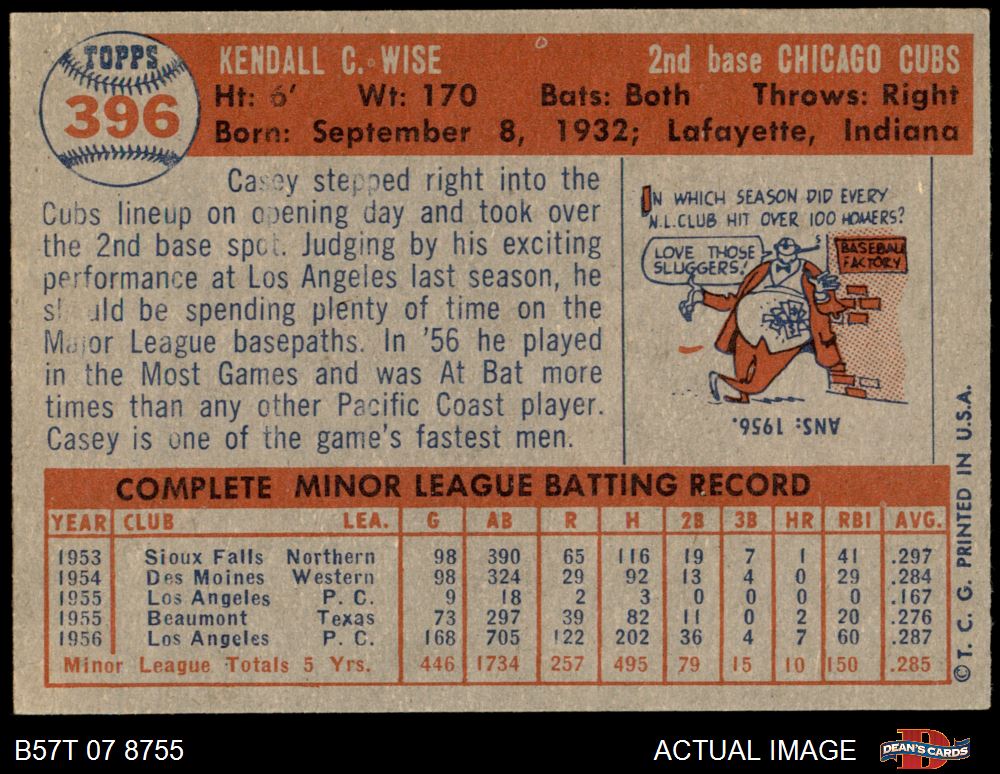 TOPPS
396
KENDALL C. WISE 2nd base CHICAGO CUBS
Ht: 6' Wt: 170 Bats: Both Throws: Right
Born: September 8, 1932; Lafayette, Indiana
Casey stepped right into the
Cubs lineup on opening day and took over
the 2nd base spot. Judging by his exciting
performance at Los Angeles last season, he
should be spending plenty of time on the
Major League basepaths. In '56 he played
in the Most Games and was At Bat more
times than any other Pacific Coast player.
Casey is one of the game's fastest men.
IN WHICH SEASON DID EVERY
N.L. CLUB HIT OVER 100 HOMERS?
LOVE THOSE
SLUGGERS!
BASEBALL
FACTORY
ANS: 1956.
COMPLETE MINOR LEAGUE BATTING RECORD
YEAR CLUB LEA. G AB R H 2B 3B HR RBI AVG.
1953 Sioux Falls Northern 98 390 65 116 19 7 1 41 .297
1954 Des Moines Western 98 324 29 92 13 4 0 29 .284
1955 Los Angeles P. C. 9 18 2 3 0 0 0 0 .167
1955 Beaumont Texas 73 297 39 82 11 0 2 20 .276
1956 Los Angeles P. C. 168 705 122 202 36 4 7 60 .287
Minor League Totals 5 Yrs. 446 1734 257 495 79 15 10 150 .285
© T. C. G. PRINTED IN U.S.A.
B57T 07 8755 ACTUAL IMAGE
DEAN'S CARDS